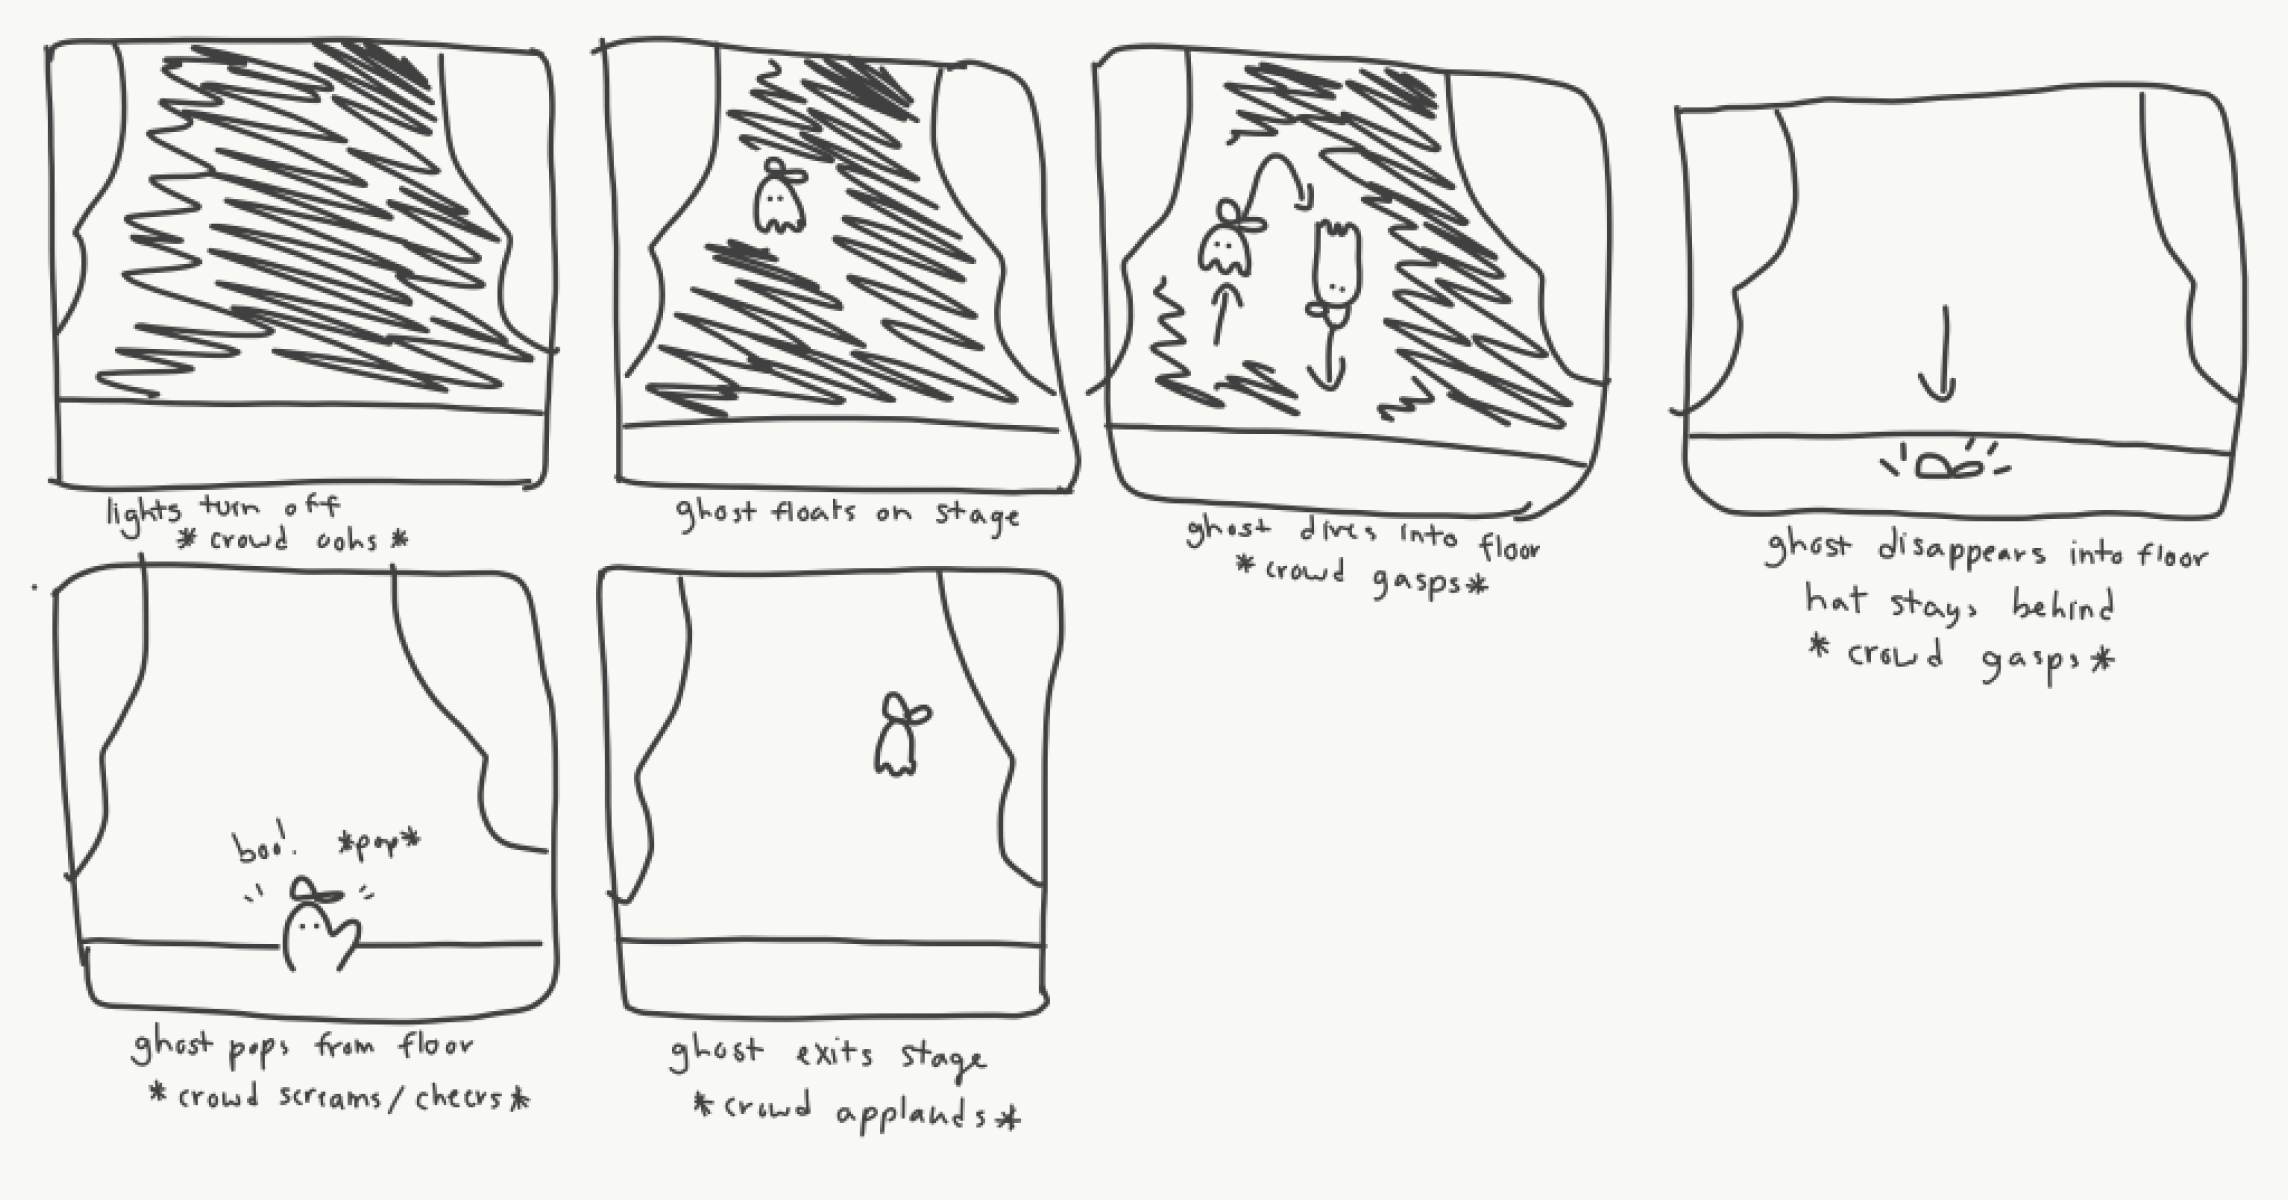 lights turn off
* crowd oohs *
ghost floats on stage
ghost dives into floor
* crowd gasps *
ghost disappears into floor
hat stays behind
* crowd gasps *
boo! *pop*
ghost pops from floor
* crowd screams/cheers *
ghost exits stage
* crowd applauds *